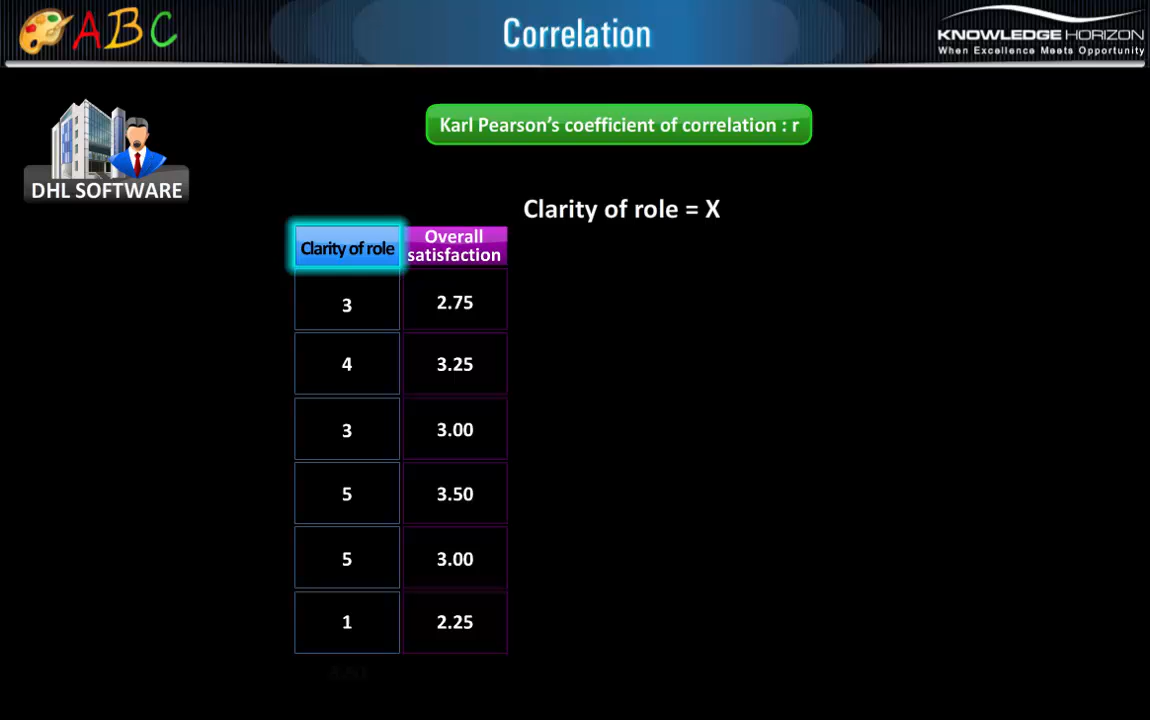 ABC
Correlation
KNOWLEDGE HORIZON
When Excellence Meets Opportunity
Karl Pearson's coefficient of correlation : r
DHL SOFTWARE
Clarity of role = X
Clarity of role
Overall
satisfaction
3 2.75
4 3.25
3 3.00
5 3.50
5 3.00
1 2.25